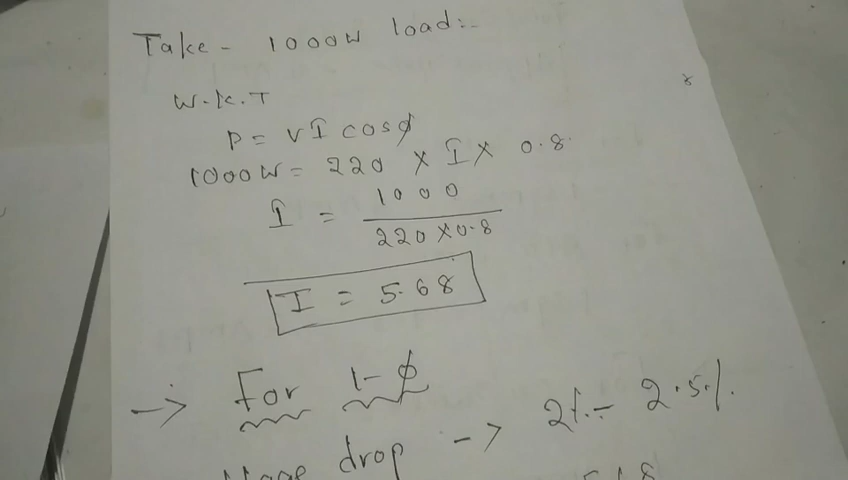 Take - 1000W load:-
W.K.T
P = VI cosϕ
1000W = 220 X I X 0.8
I = 1000
220 X 0.8
I = 5.68
-> For 1-ϕ
drop -> 2%- 2.5%